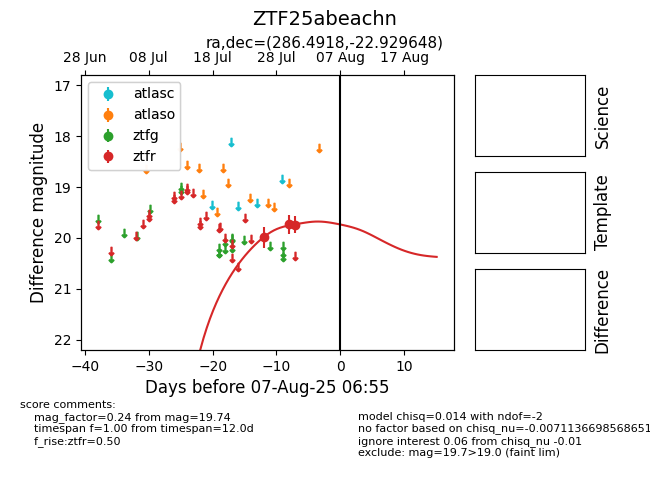 ZTF25abeachn
ra,dec=(286.4918,-22.929648)
28 Jun 08 Jul 18 Jul 28 Jul 07 Aug 17 Aug
17
18
19
20
21
22
Difference magnitude
atlasc
atlaso
ztfg
ztfr
−40 −30 −20 −10 0 10
Days before 07-Aug-25 06:55
Science
Template
Difference
score comments:
mag_factor=0.24 from mag=19.74
timespan f=1.00 from timespan=12.0d
f_rise:ztfr=0.50
model chisq=0.014 with ndof=-2
no factor based on chisq_nu=-0.0071136698568651
ignore interest 0.06 from chisq_nu -0.01
exclude: mag=19.7>19.0 (faint lim)